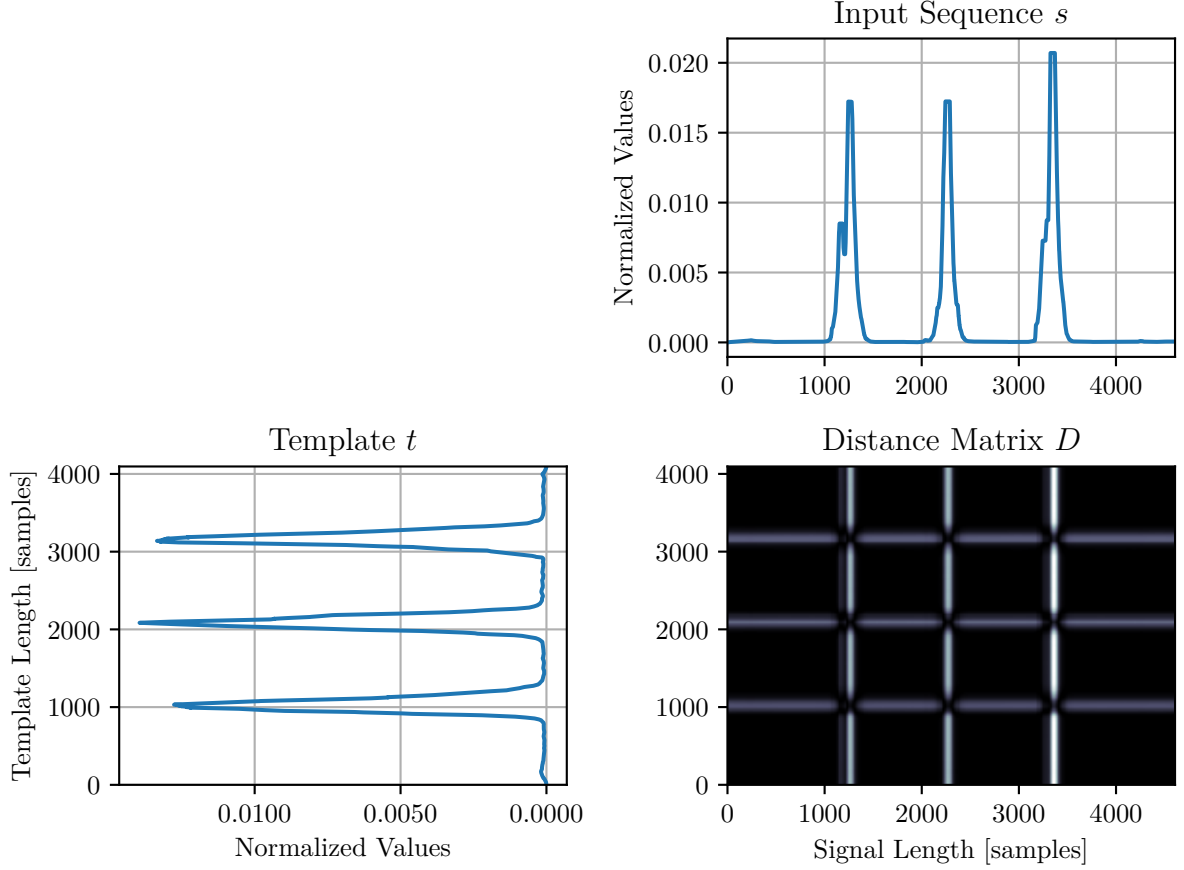 Input Sequence s
Normalized Values
0.020
0.015
0.010
0.005
0.000
0 1000 2000 3000 4000
Template t
Template Length [samples]
4000
3000
2000
1000
0
0.0100 0.0050 0.0000
Normalized Values
Distance Matrix D
4000
3000
2000
1000
0
0 1000 2000 3000 4000
Signal Length [samples]